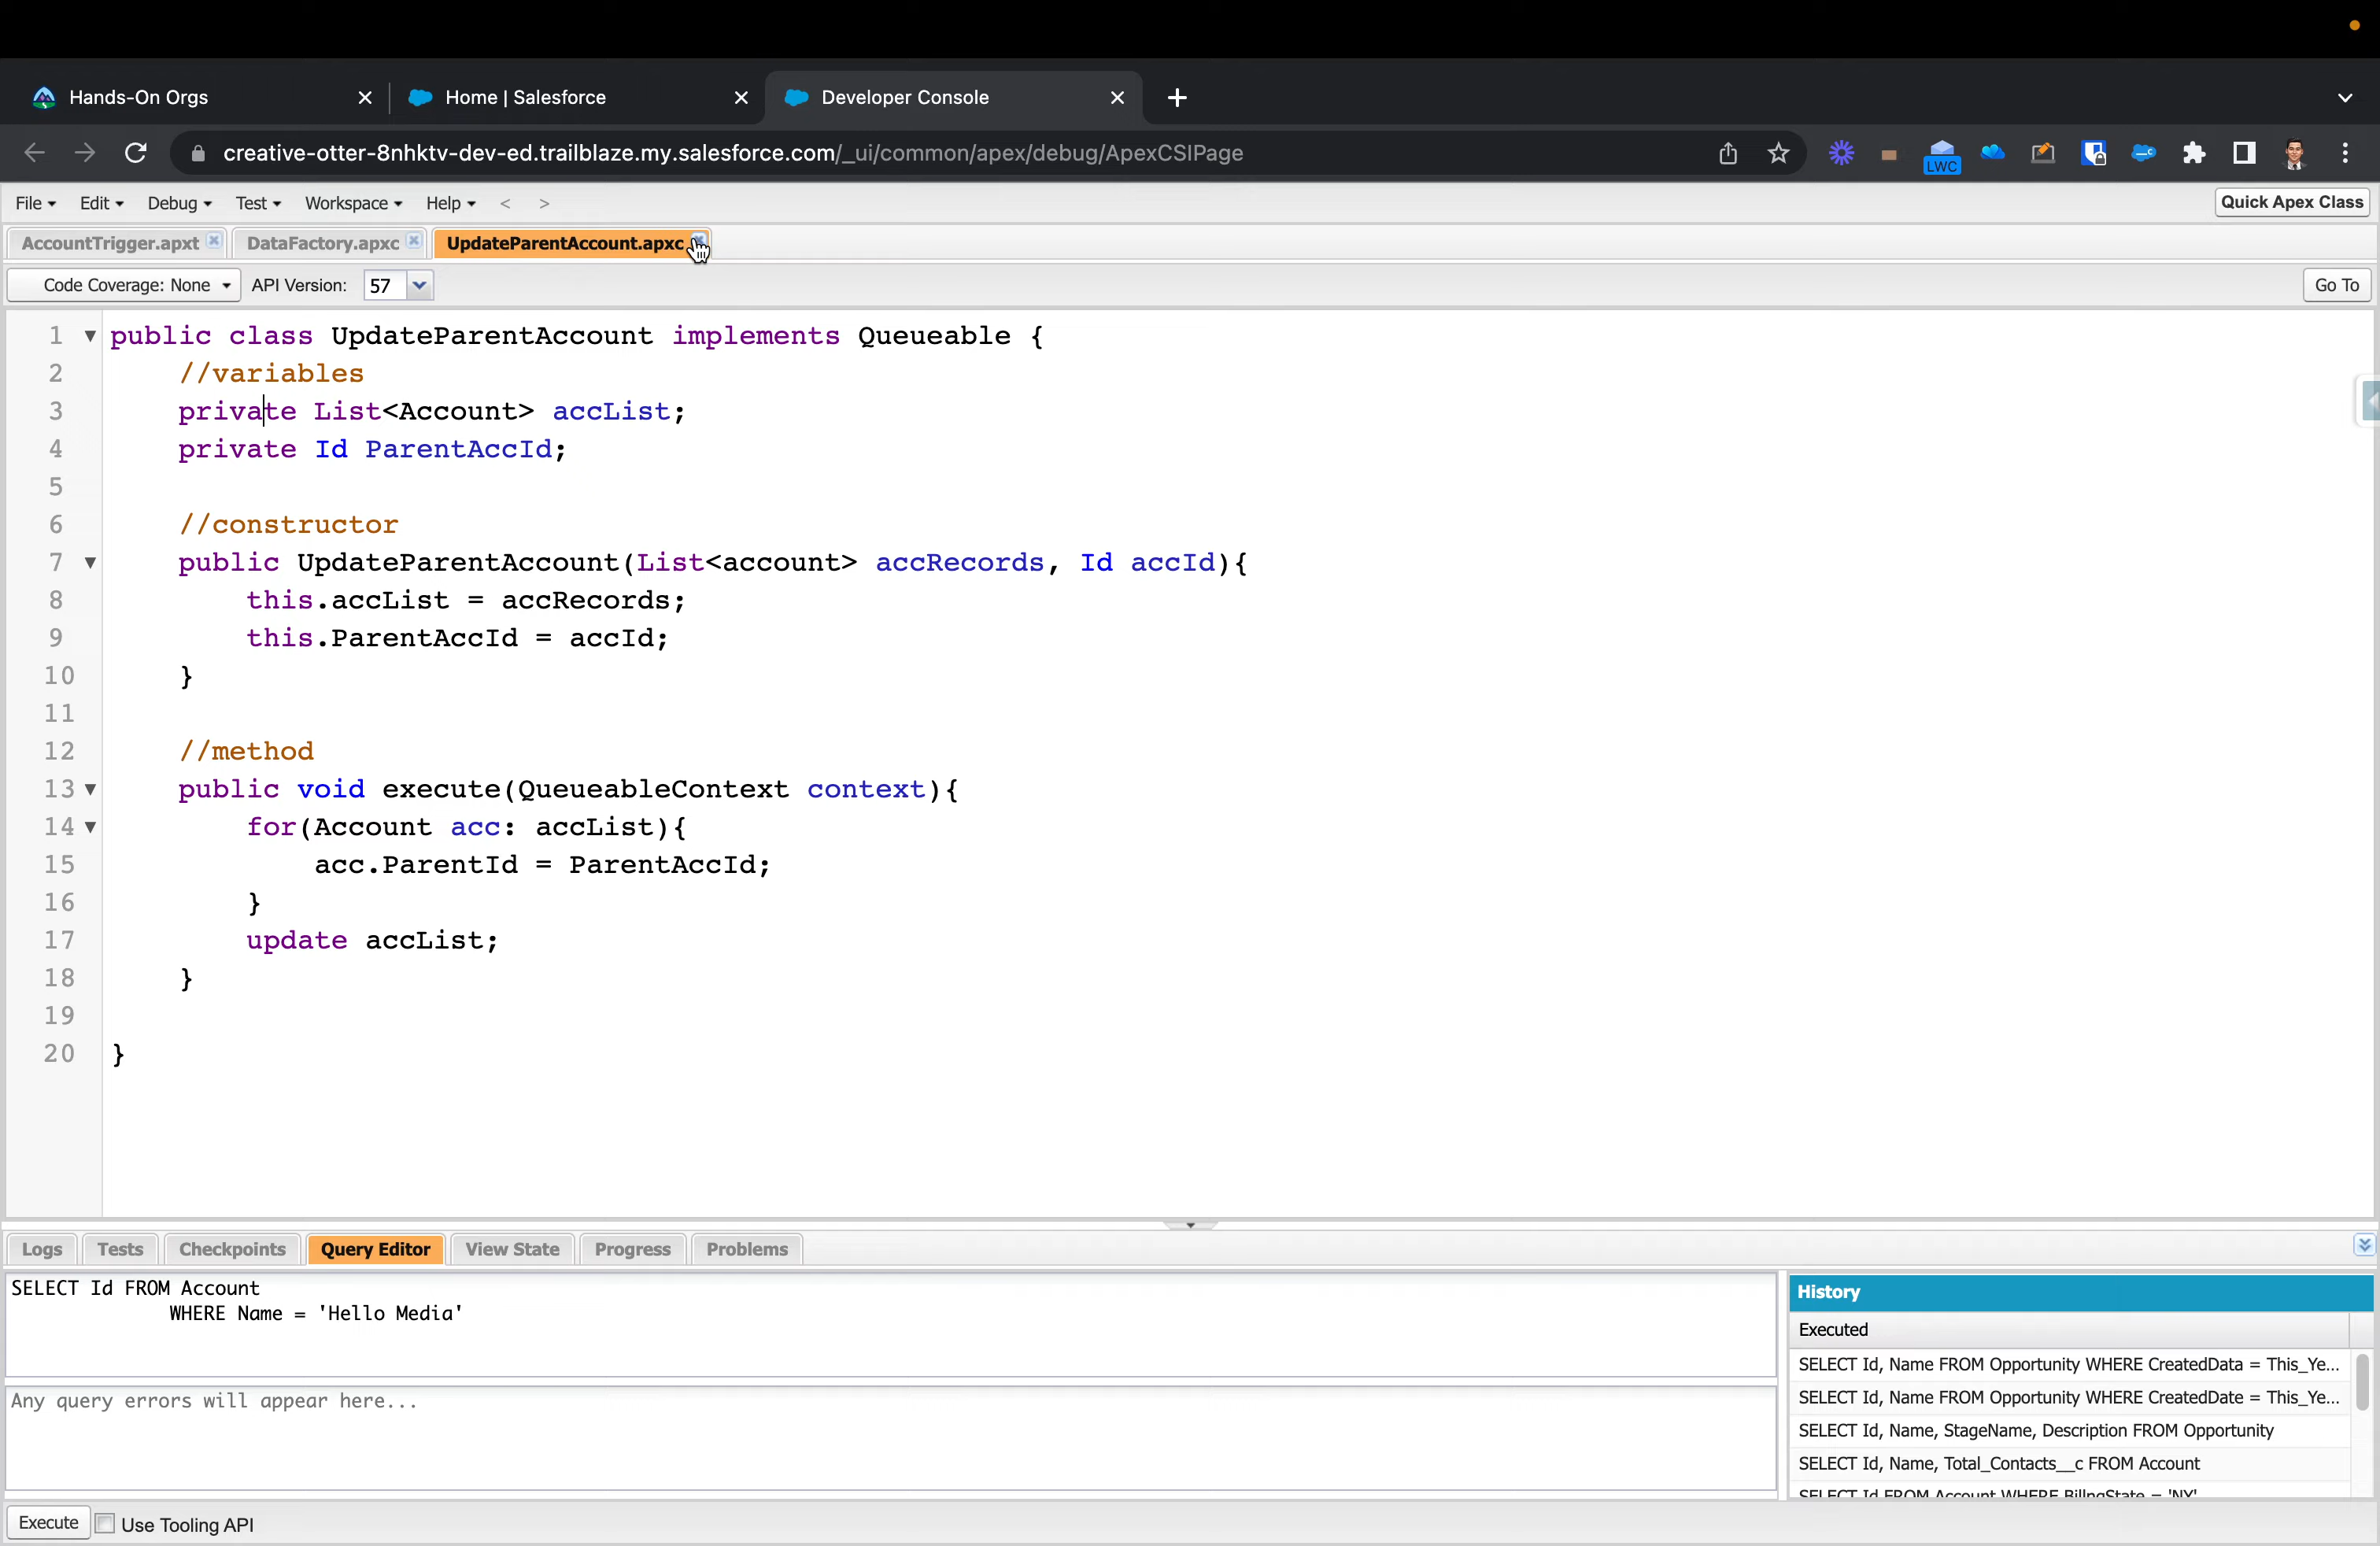 Hands-On Orgs
Home | Salesforce
Developer Console
creative-otter-8nhktv-dev-ed.trailblaze.my.salesforce.com/_ui/common/apex/debug/ApexCSIPage
LWC
File Edit Debug Test Workspace Help < >
Quick Apex Class
AccountTrigger.apxt DataFactory.apxc UpdateParentAccount.apxc
Code Coverage: None API Version: 57 Go To
1 public class UpdateParentAccount implements Queueable {
2 //variables
3 private List<Account> accList;
4 private Id ParentAccId;
5
6 //constructor
7 public UpdateParentAccount(List<account> accRecords, Id accId){
8 this.accList = accRecords;
9 this.ParentAccId = accId;
10 }
11
12 //method
13 public void execute(QueueableContext context){
14 for(Account acc: accList){
15 acc.ParentId = ParentAccId;
16 }
17 update accList;
18 }
19
20 }
Logs Tests Checkpoints Query Editor View State Progress Problems
SELECT Id FROM Account
WHERE Name = 'Hello Media'
Any query errors will appear here...
History
Executed
SELECT Id, Name FROM Opportunity WHERE CreatedData = This_Ye...
SELECT Id, Name FROM Opportunity WHERE CreatedDate = This_Ye...
SELECT Id, Name, StageName, Description FROM Opportunity
SELECT Id, Name, Total_Contacts__c FROM Account
SELECT Id FROM Account WHERE BillngState = 'NY'
Execute Use Tooling API